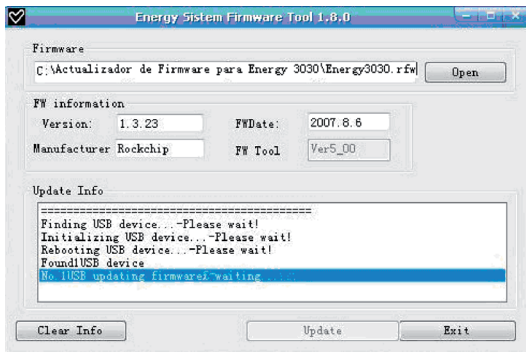 Energy Sistem Firmware Tool 1.8.0
Firmware
C:\Actualizador de Firmware para Energy 3030\Energy3030.rfw
Open
FW information
Version: 1.3.23 FWDate: 2007.8.6
Manufacturer Rockchip FW Tool Ver5_00
Update Info
==========================================
Finding USB device...-Please wait!
Initializing USB device...-Please wait!
Rebooting USB device...-Please wait!
Found1USB device
No.1USB updating firmware£¬waiting .....
Clear Info Update Exit